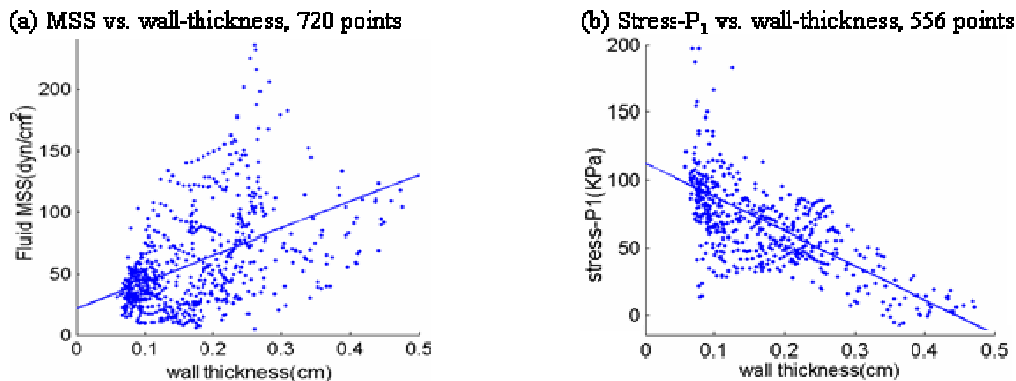 (a) MSS vs. wall-thickness, 720 points
200
150
100
50
0
Fluid MSS(dyn/cm²)
0 0.1 0.2 0.3 0.4 0.5
wall thickness(cm)
(b) Stress-P₁ vs. wall-thickness, 556 points
200
150
100
50
0
stress-P1(KPa)
0 0.1 0.2 0.3 0.4 0.5
wall thickness(cm)